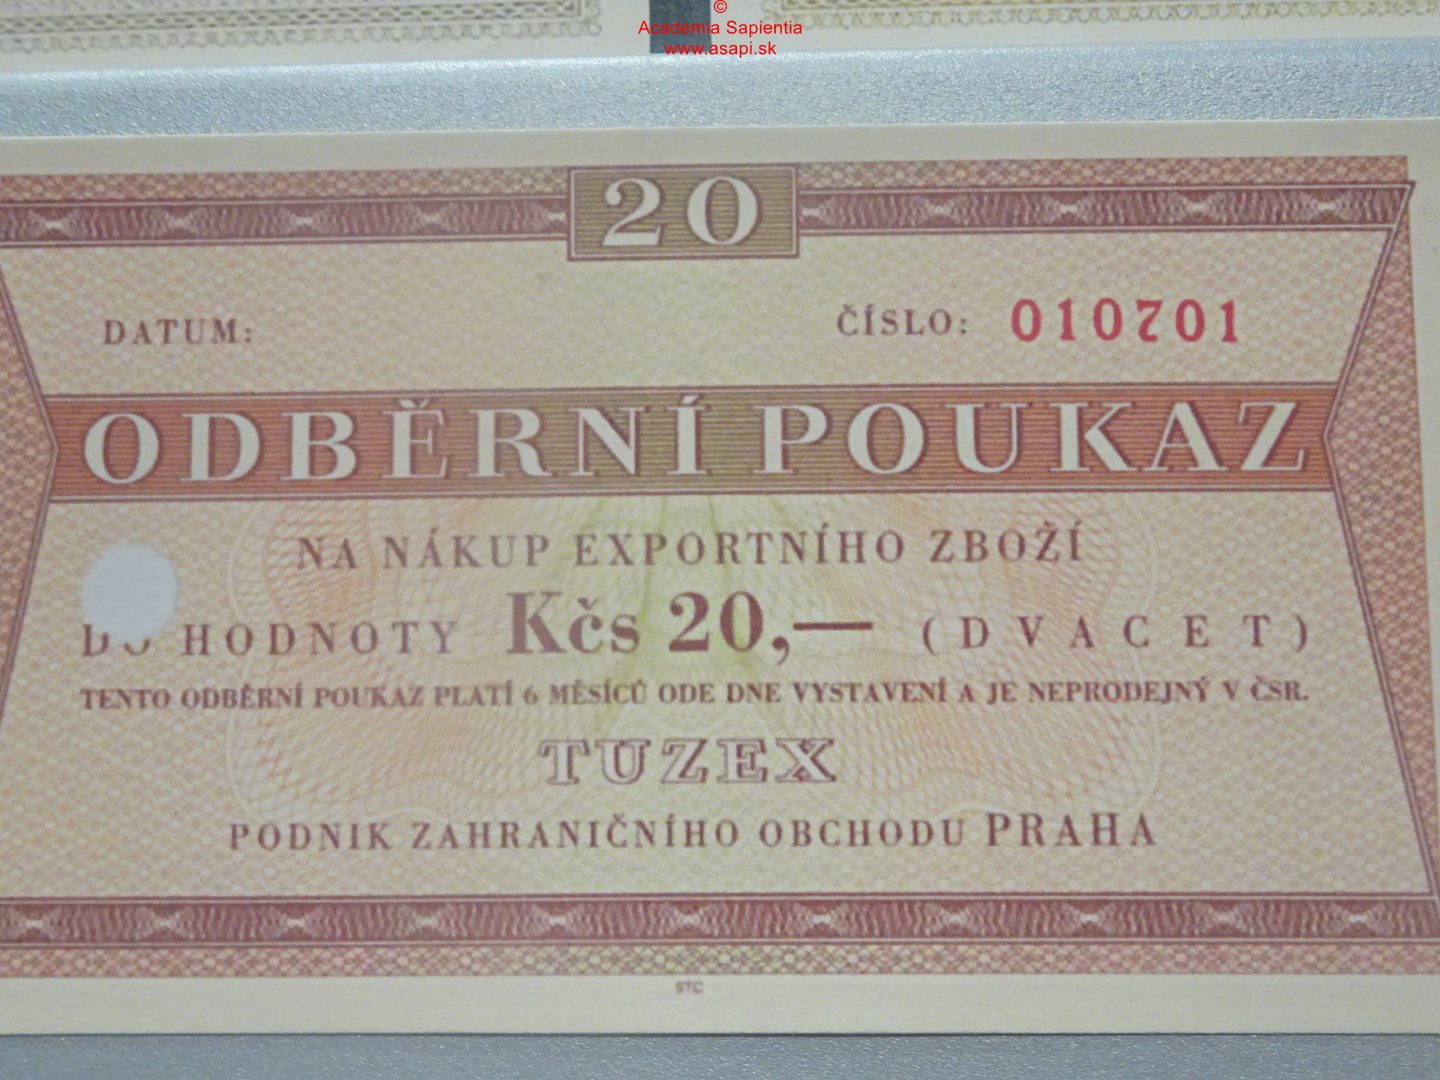 ©
Academia Sapientia
www.asapi.sk
20
DATUM:
ČÍSLO: 010701
ODBĚRNÍ POUKAZ
NA NÁKUP EXPORTNÍHO ZBOŽÍ
DO HODNOTY Kčs 20,— (DVACET)
TENTO ODBĚRNÍ POUKAZ PLATÍ 6 MĚSÍCŮ ODE DNE VYSTAVENÍ A JE NEPRODEJNÝ V ČSR.
TUZEX
PODNIK ZAHRANIČNÍHO OBCHODU PRAHA
STC